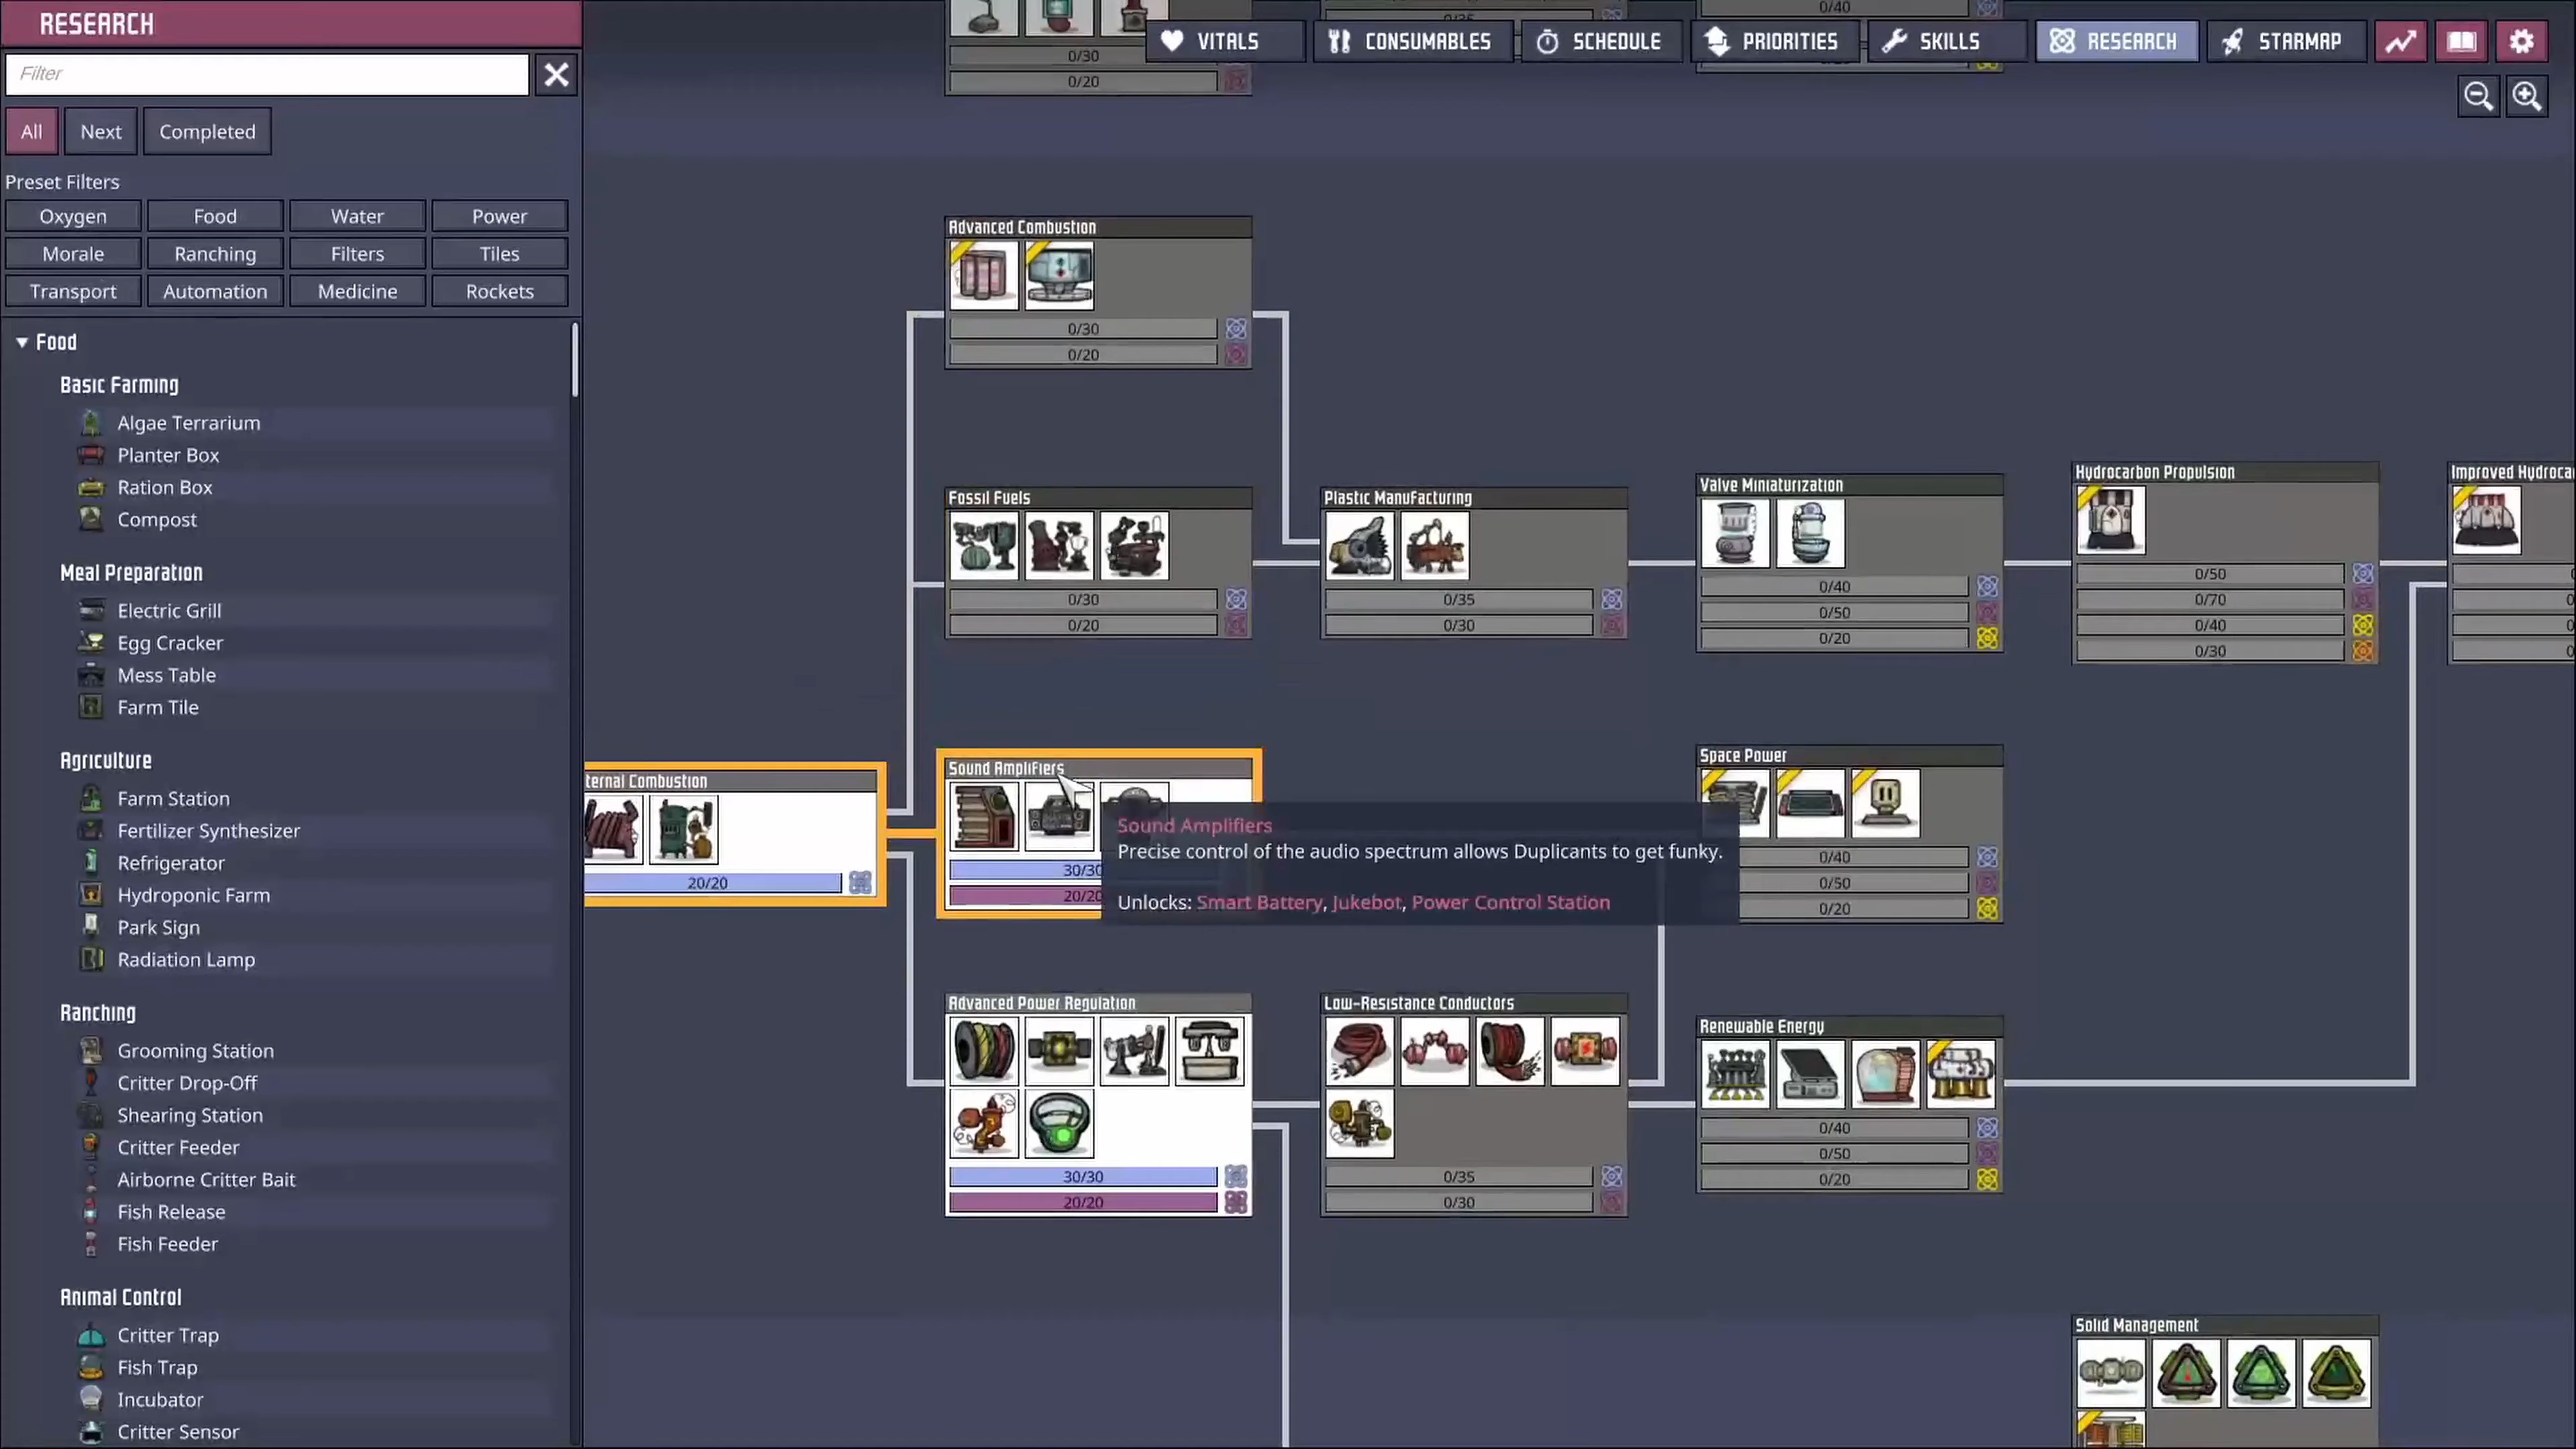 RESEARCH
Filter
All
Next
Completed
Preset Filters
Oxygen
Food
Water
Power
Morale
Ranching
Filters
Tiles
Transport
Automation
Medicine
Rockets
Food
Basic Farming
Algae Terrarium
Planter Box
Ration Box
Compost
Meal Preparation
Electric Grill
Egg Cracker
Mess Table
Farm Tile
Agriculture
Farm Station
Fertilizer Synthesizer
Refrigerator
Hydroponic Farm
Park Sign
Radiation Lamp
Ranching
Grooming Station
Critter Drop-Off
Shearing Station
Critter Feeder
Airborne Critter Bait
Fish Release
Fish Feeder
Animal Control
Critter Trap
Fish Trap
Incubator
Critter Sensor
VITALS
CONSUMABLES
SCHEDULE
PRIORITIES
SKILLS
RESEARCH
STARMAP
0/30
0/20
0/40
Advanced Combustion
0/30
0/20
Fossil Fuels
0/30
0/20
Plastic Manufacturing
0/35
0/30
Valve Miniaturization
0/40
0/50
0/20
Hydrocarbon Propulsion
0/50
0/70
0/40
0/30
Improved Hydroca
ternal Combustion
20/20
Sound Amplifiers
30/30
20/20
Sound Amplifiers
Precise control of the audio spectrum allows Duplicants to get funky.
Unlocks: Smart Battery, Jukebot, Power Control Station
Space Power
0/40
0/50
0/20
Advanced Power Regulation
30/30
20/20
Low-Resistance Conductors
0/35
0/30
Renewable Energy
0/40
0/50
0/20
Solid Management